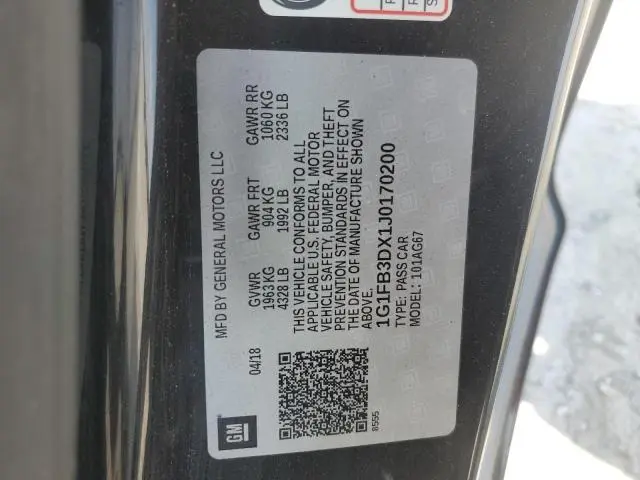 MFD BY GENERAL MOTORS LLC
04/18 GVWR GAWR FRT GAWR RR
1963 KG 904 KG 1060 KG
4328 LB 1992 LB 2336 LB
THIS VEHICLE CONFORMS TO ALL
APPLICABLE U.S. FEDERAL MOTOR
VEHICLE SAFETY, BUMPER, AND THEFT
PREVENTION STANDARDS IN EFFECT ON
THE DATE OF MANUFACTURE SHOWN
ABOVE.
1G1FB3DX1J0170200
TYPE: PASS CAR
MODEL: 101AG67
GM
8555